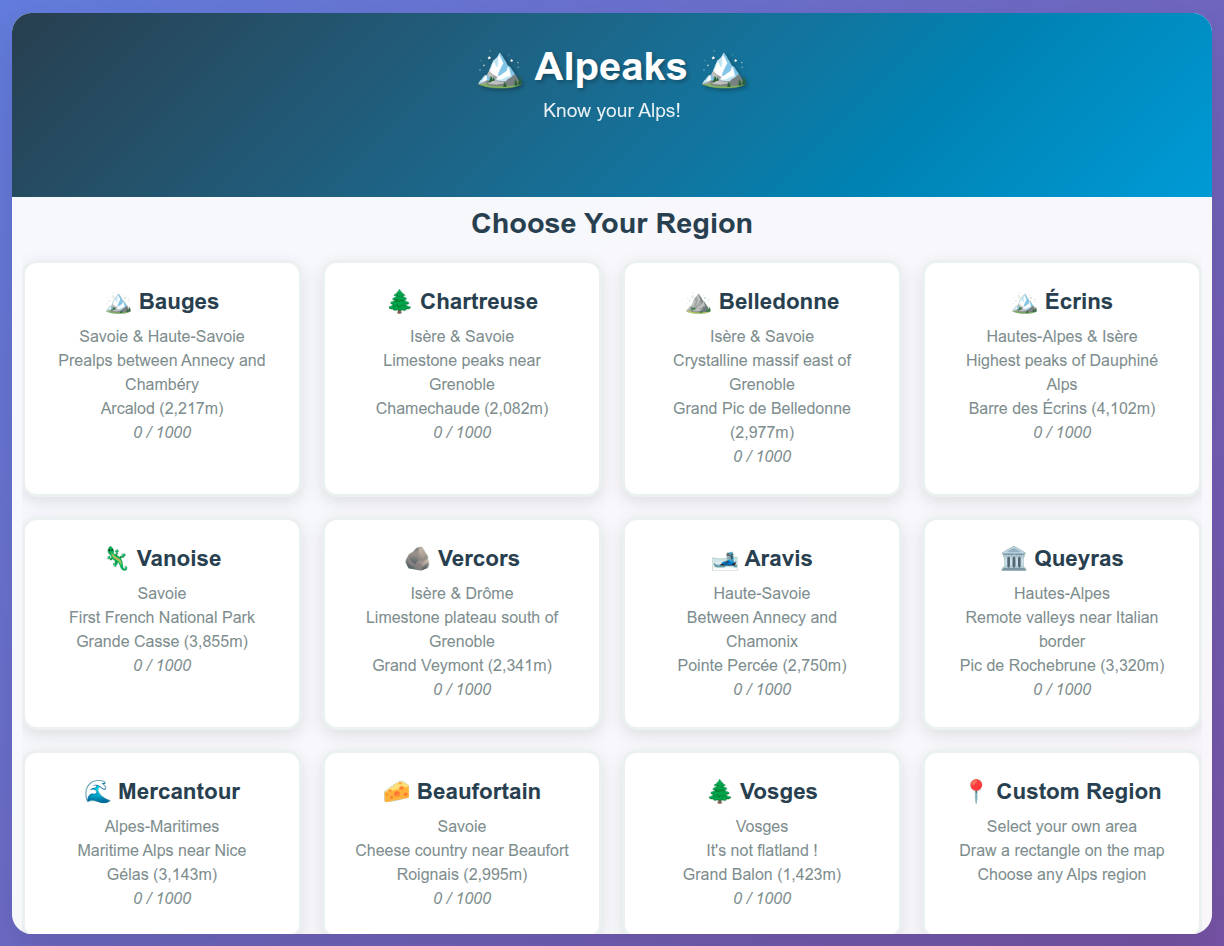 Alpeaks
Know your Alps!
Choose Your Region
Bauges
Savoie & Haute-Savoie
Prealps between Annecy and
Chambéry
Arcalod (2,217m)
0 / 1000
Chartreuse
Isère & Savoie
Limestone peaks near
Grenoble
Chamechaude (2,082m)
0 / 1000
Belledonne
Isère & Savoie
Crystalline massif east of
Grenoble
Grand Pic de Belledonne
(2,977m)
0 / 1000
Écrins
Hautes-Alpes & Isère
Highest peaks of Dauphiné
Alps
Barre des Écrins (4,102m)
0 / 1000
Vanoise
Savoie
First French National Park
Grande Casse (3,855m)
0 / 1000
Vercors
Isère & Drôme
Limestone plateau south of
Grenoble
Grand Veymont (2,341m)
0 / 1000
Aravis
Haute-Savoie
Between Annecy and
Chamonix
Pointe Percée (2,750m)
0 / 1000
Queyras
Hautes-Alpes
Remote valleys near Italian
border
Pic de Rochebrune (3,320m)
0 / 1000
Mercantour
Alpes-Maritimes
Maritime Alps near Nice
Gélas (3,143m)
0 / 1000
Beaufortain
Savoie
Cheese country near Beaufort
Roignais (2,995m)
0 / 1000
Vosges
Vosges
It's not flatland !
Grand Balon (1,423m)
0 / 1000
Custom Region
Select your own area
Draw a rectangle on the map
Choose any Alps region